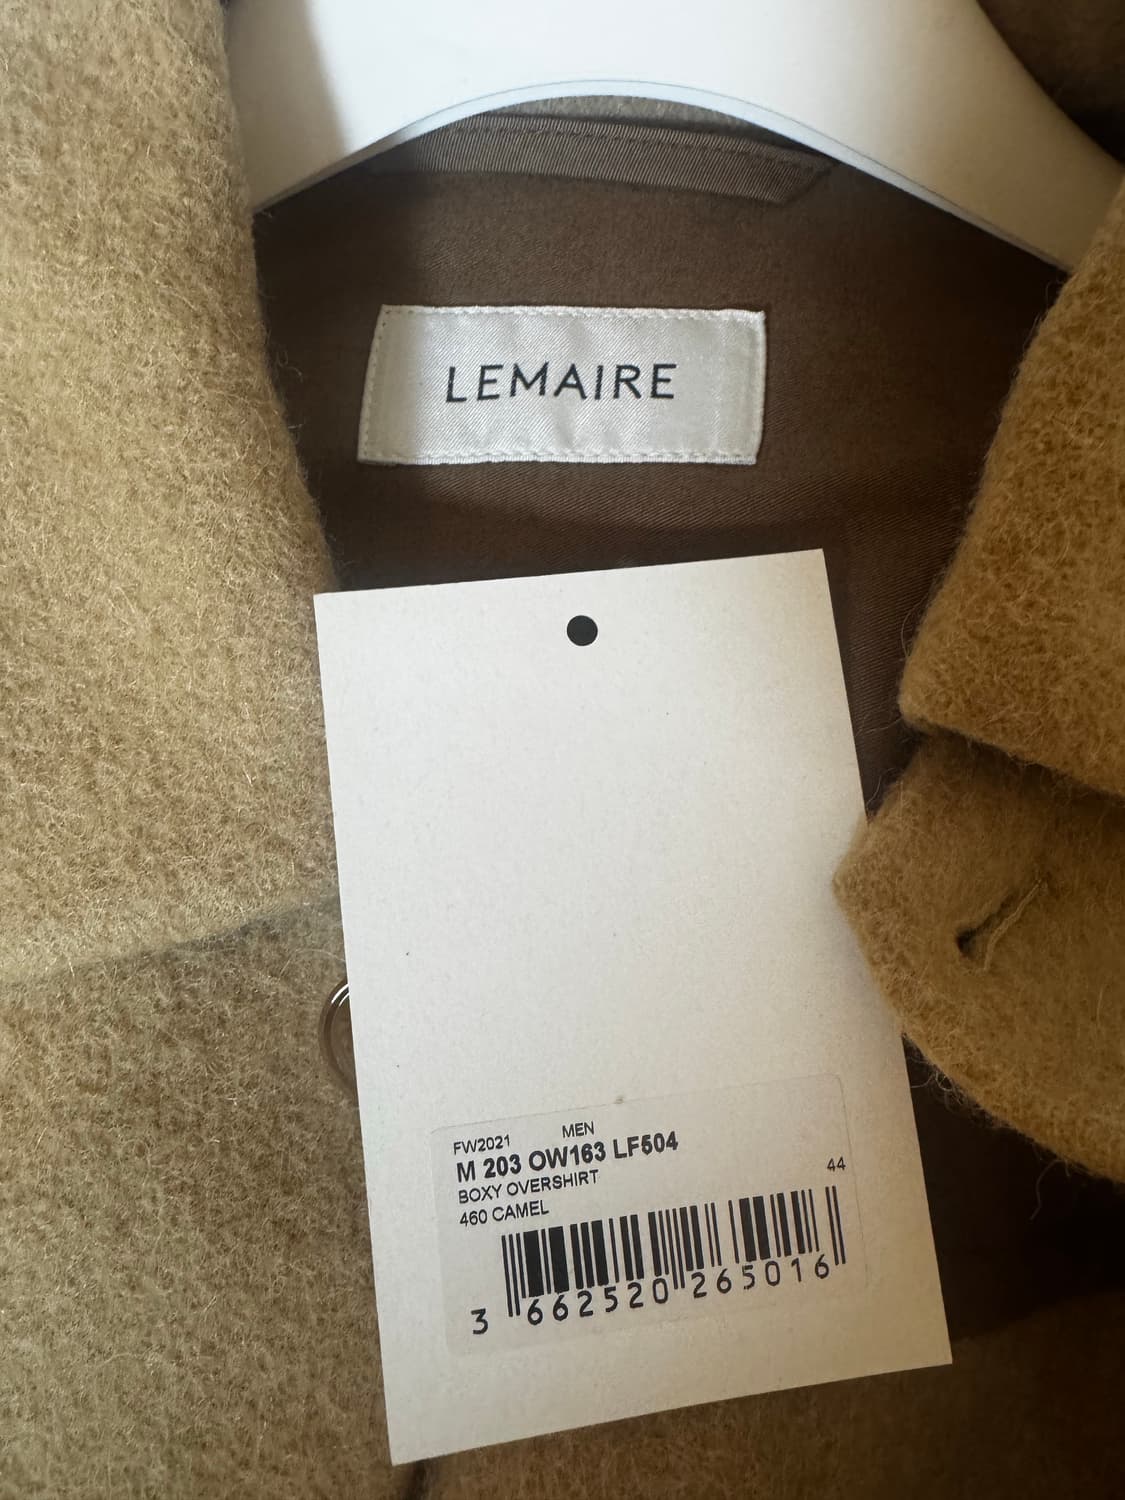 LEMAIRE
FW2021 MEN
M 203 OW163 LF504
BOXY OVERSHIRT 44
460 CAMEL
3 662520 265016